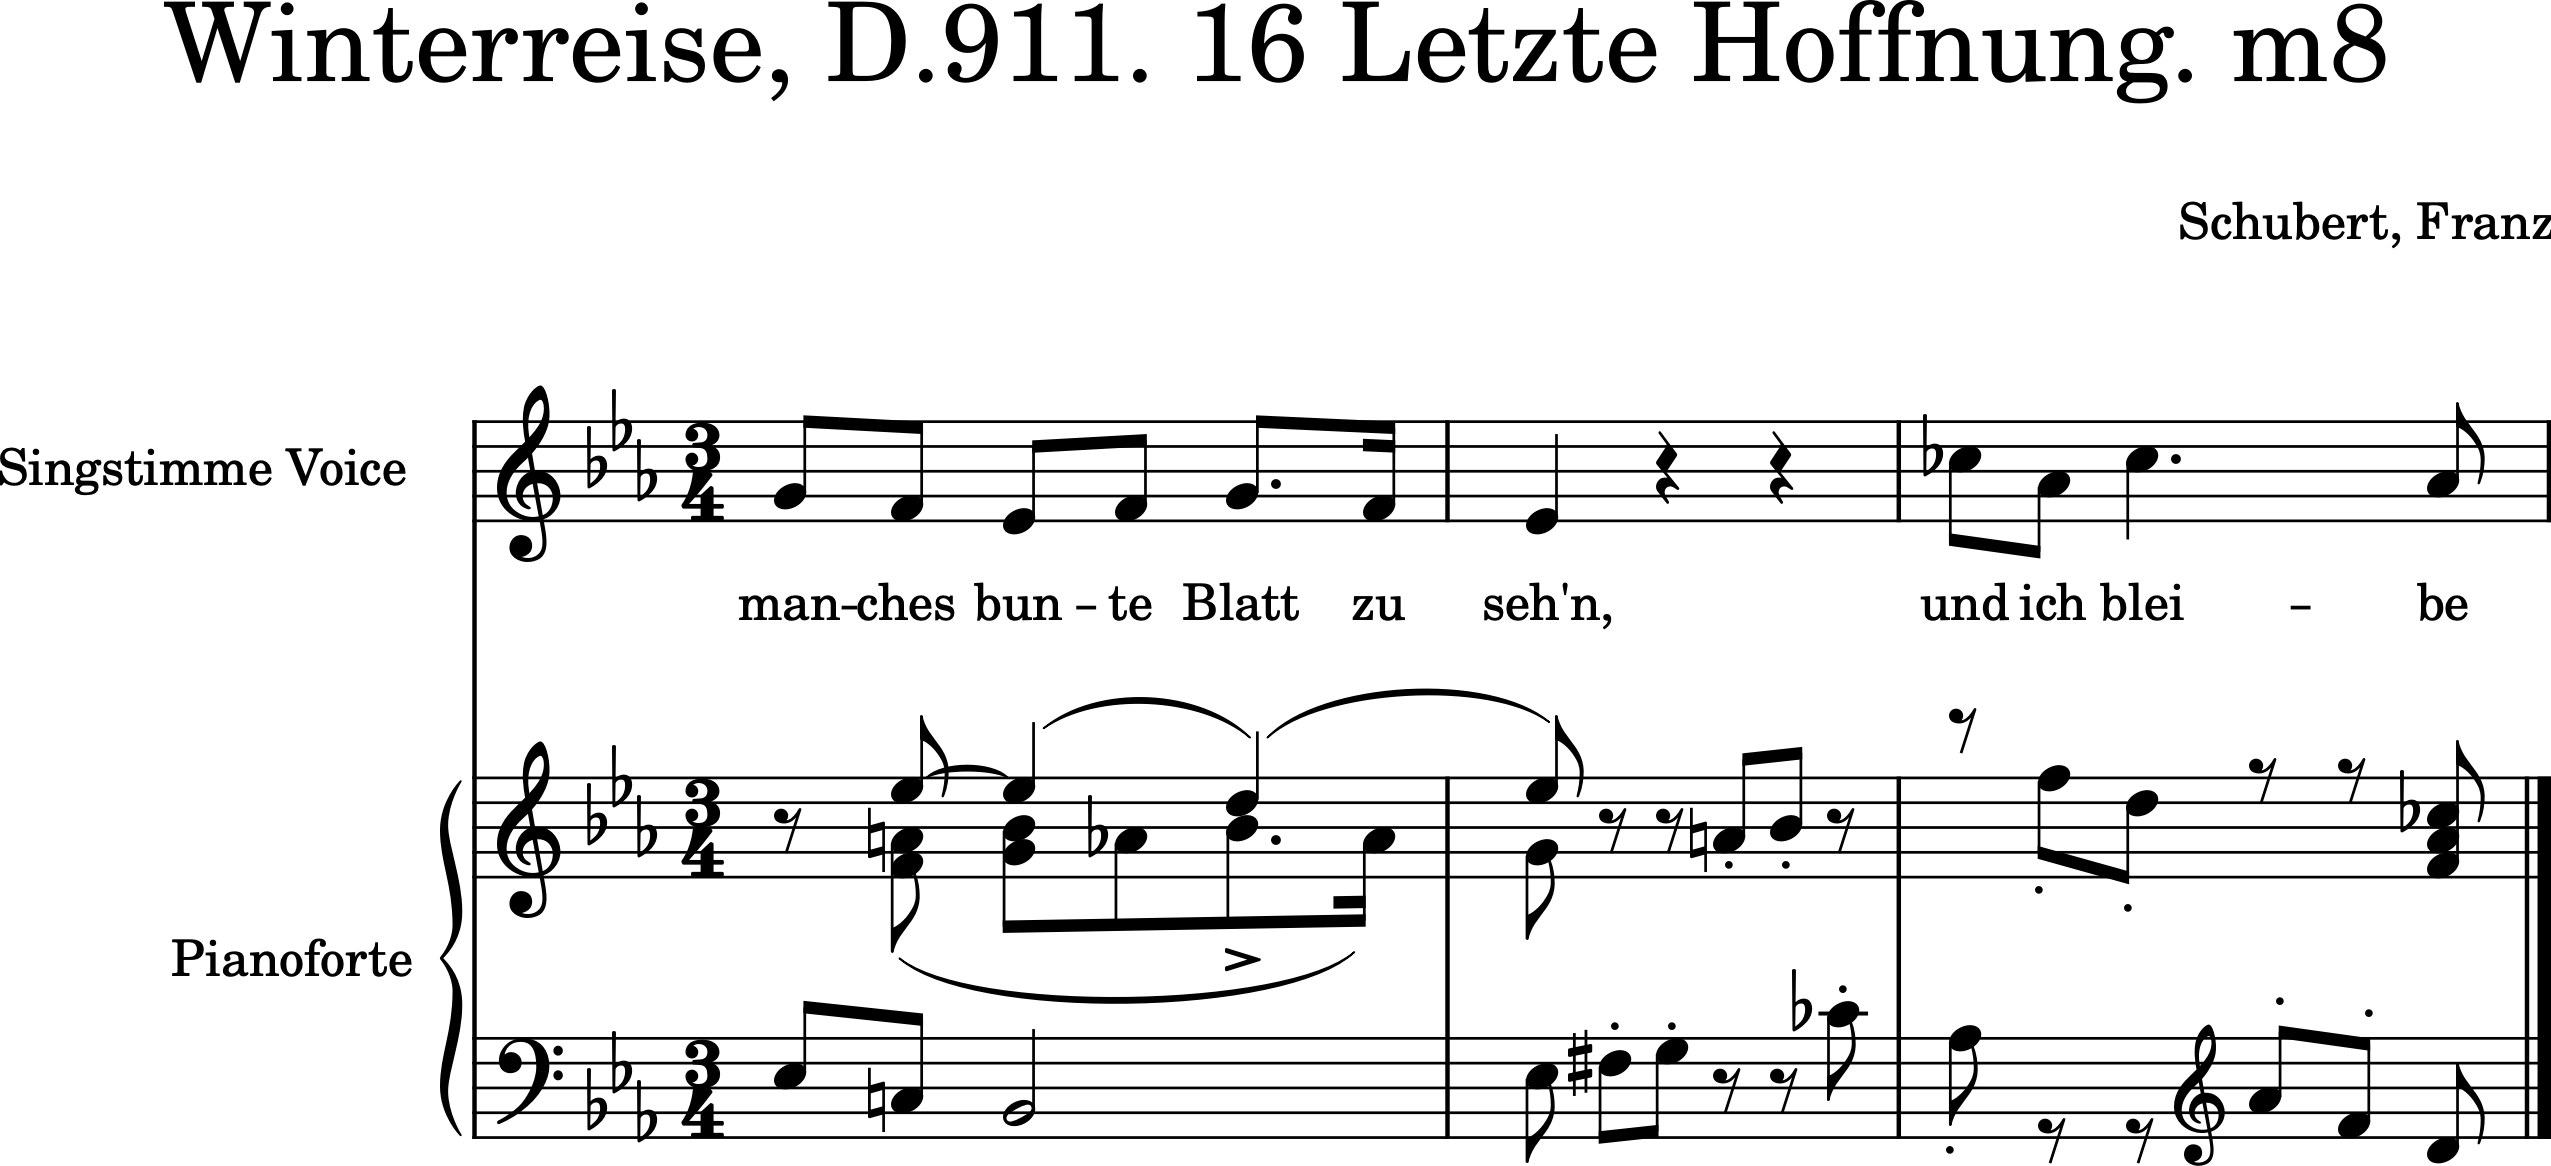 Winterreise, D.911. 16 Letzte Hoffnung. m8
Schubert, Franz
Singstimme Voice
man-ches bun - te Blatt zu seh'n, und ich blei - be
Pianoforte